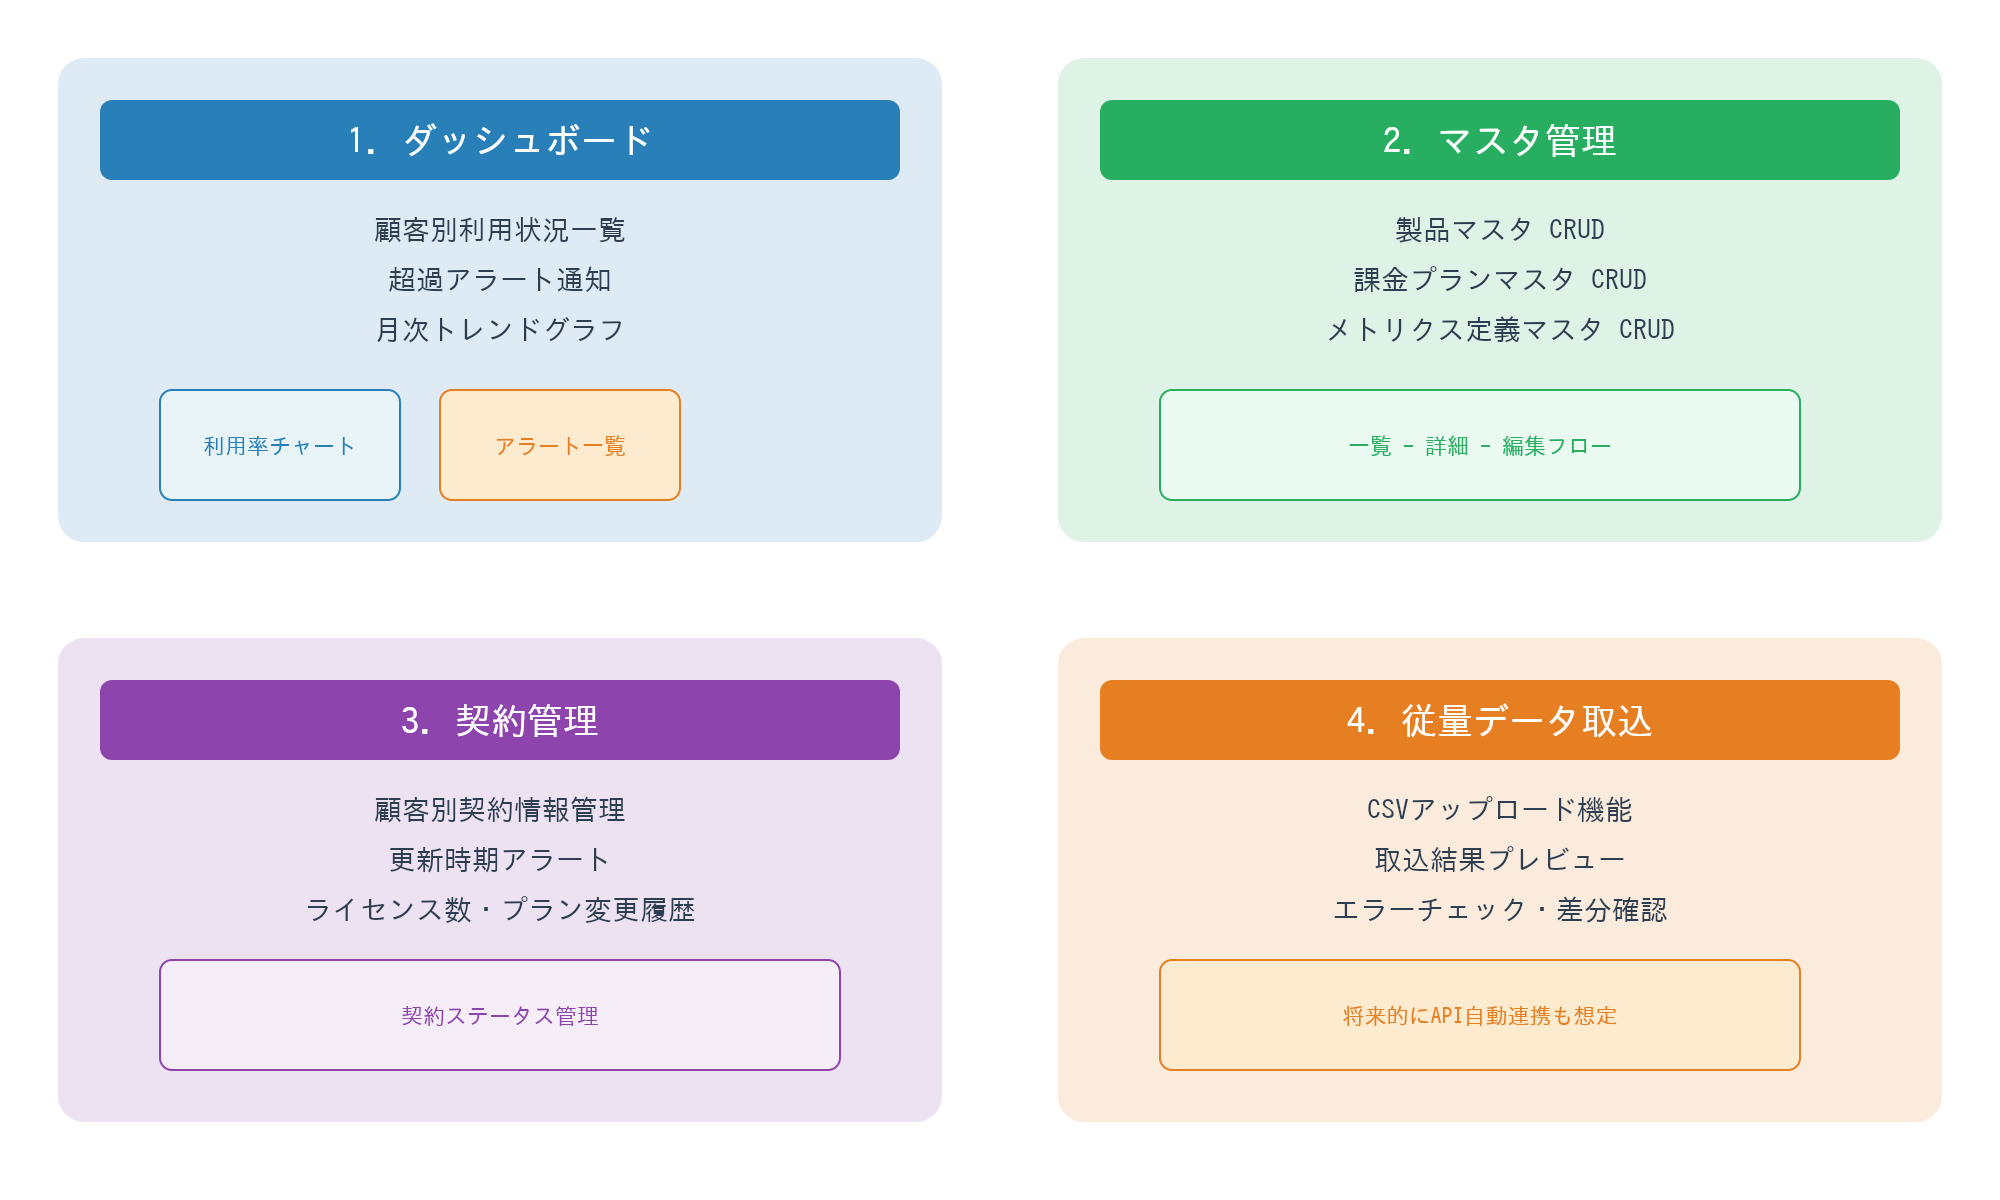 1. ダッシュボード
顧客別利用状況一覧
超過アラート通知
月次トレンドグラフ
利用率チャート
アラート一覧
2. マスタ管理
製品マスタ CRUD
課金プランマスタ CRUD
メトリクス定義マスタ CRUD
一覧 - 詳細 - 編集フロー
3. 契約管理
顧客別契約情報管理
更新時期アラート
ライセンス数・プラン変更履歴
契約ステータス管理
4. 従量データ取込
CSVアップロード機能
取込結果プレビュー
エラーチェック・差分確認
将来的にAPI自動連携も想定